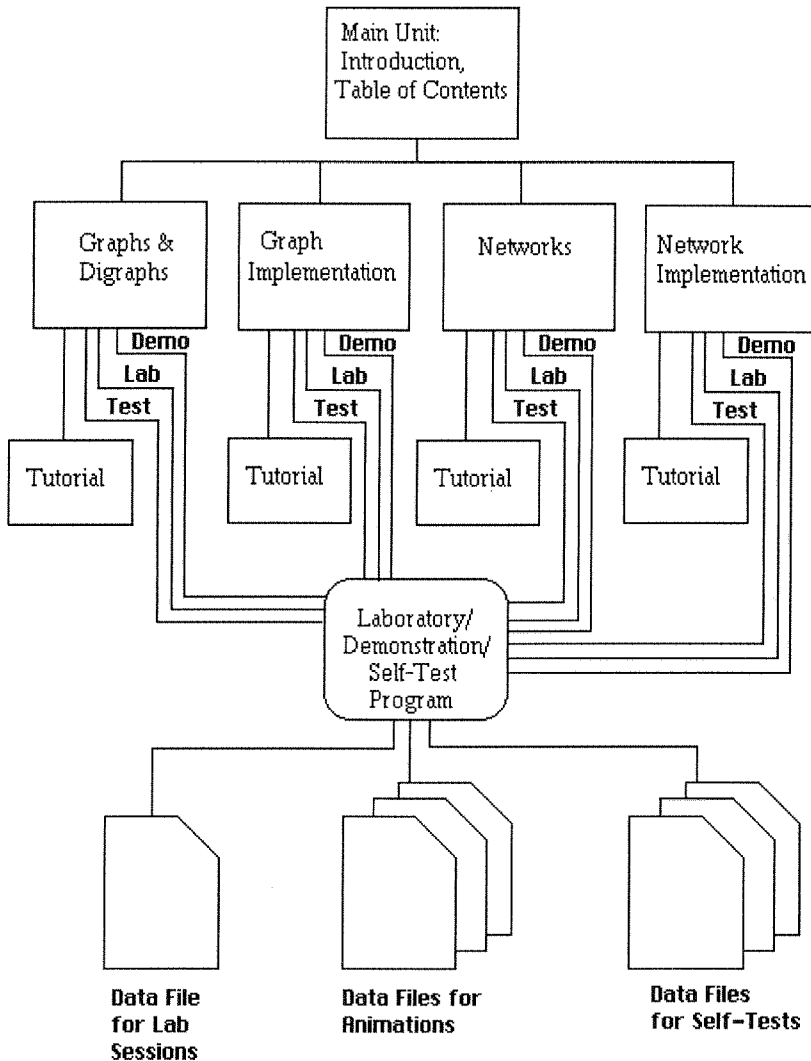 Main Unit:
Introduction,
Table of Contents
Graphs &
Digraphs
Graph
Implementation
Networks
Network
Implementation
Demo
Lab
Test
Demo
Lab
Test
Demo
Lab
Test
Demo
Lab
Test
Tutorial
Tutorial
Tutorial
Tutorial
Laboratory/
Demonstration/
Self-Test
Program
Data File
for Lab
Sessions
Data Files for
Animations
Data Files
for Self-Tests